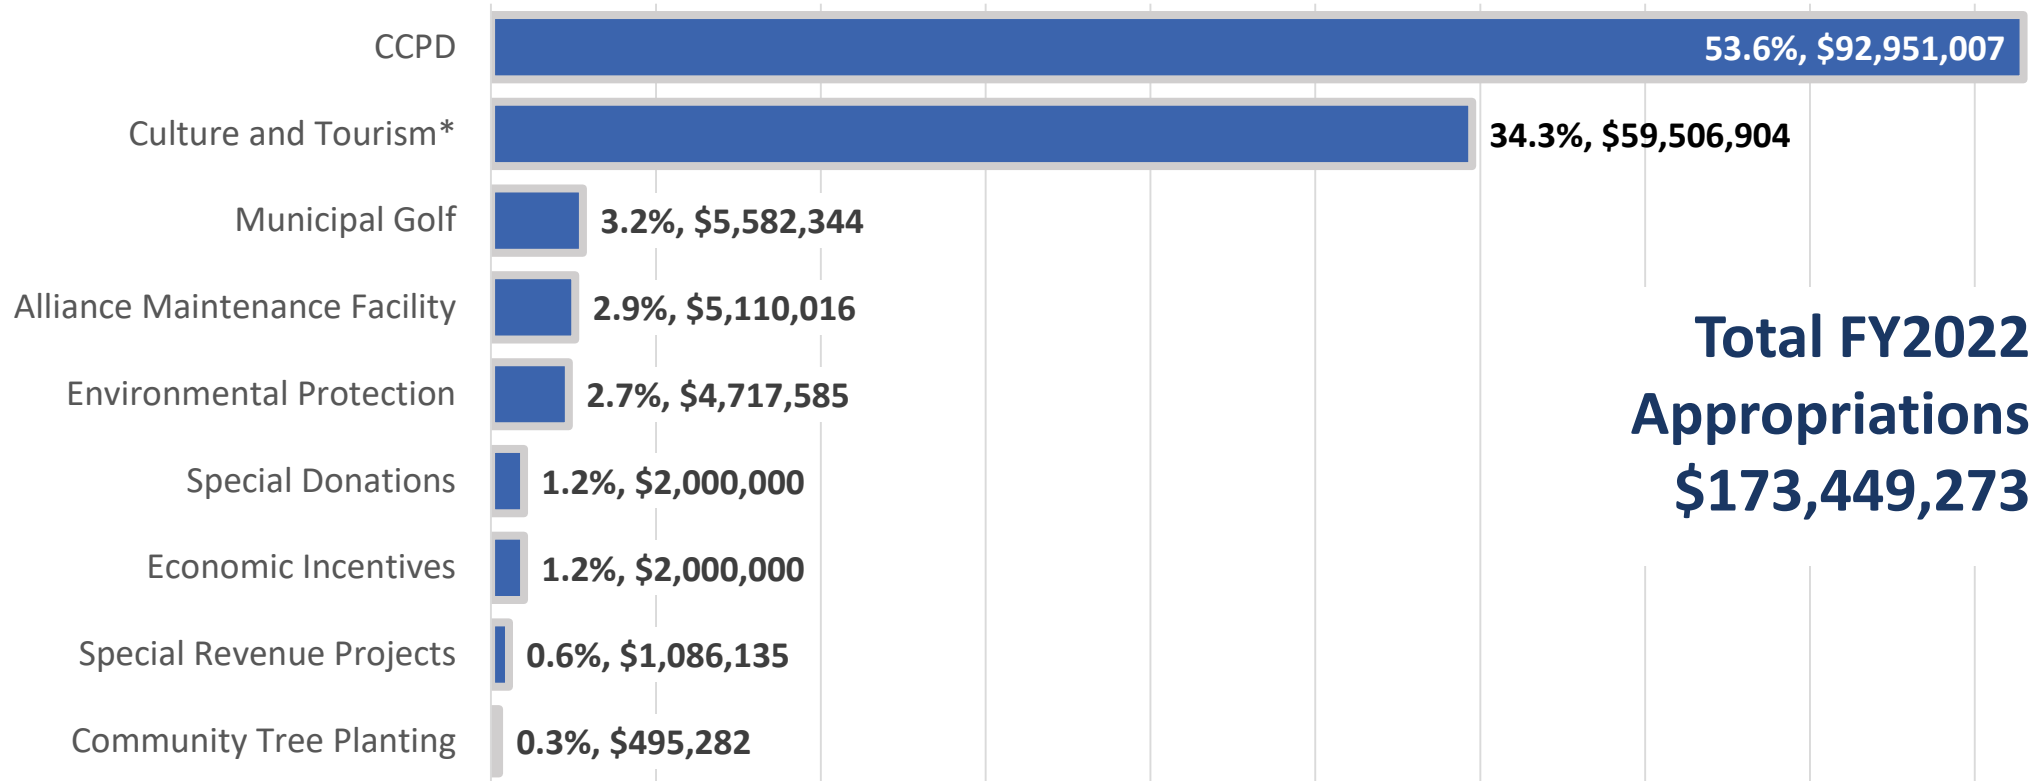 CCPD 53.6%, $92,951,007
Culture and Tourism* 34.3%, $59,506,904
Municipal Golf 3.2%, $5,582,344
Alliance Maintenance Facility 2.9%, $5,110,016
Environmental Protection 2.7%, $4,717,585
Special Donations 1.2%, $2,000,000
Economic Incentives 1.2%, $2,000,000
Special Revenue Projects 0.6%, $1,086,135
Community Tree Planting 0.3%, $495,282
Total FY2022
Appropriations
$173,449,273